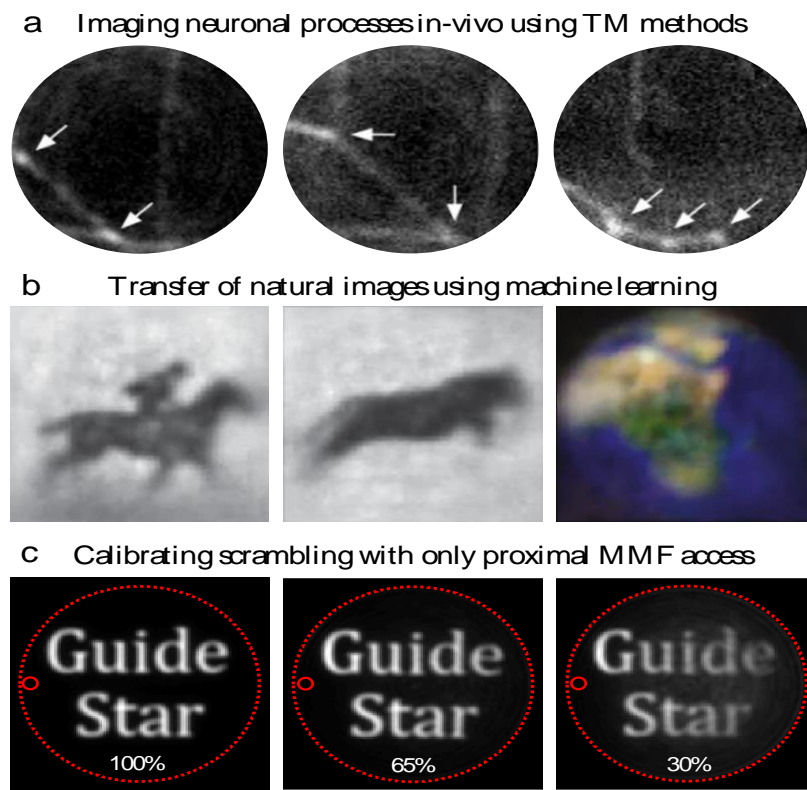 a Imaging neuronal processes in-vivo using TM methods
b Transfer of natural images using machine learning
c Calibrating scrambling with only proximal MMF access
Guide
Star
100%
Guide
Star
65%
Guide
Star
30%